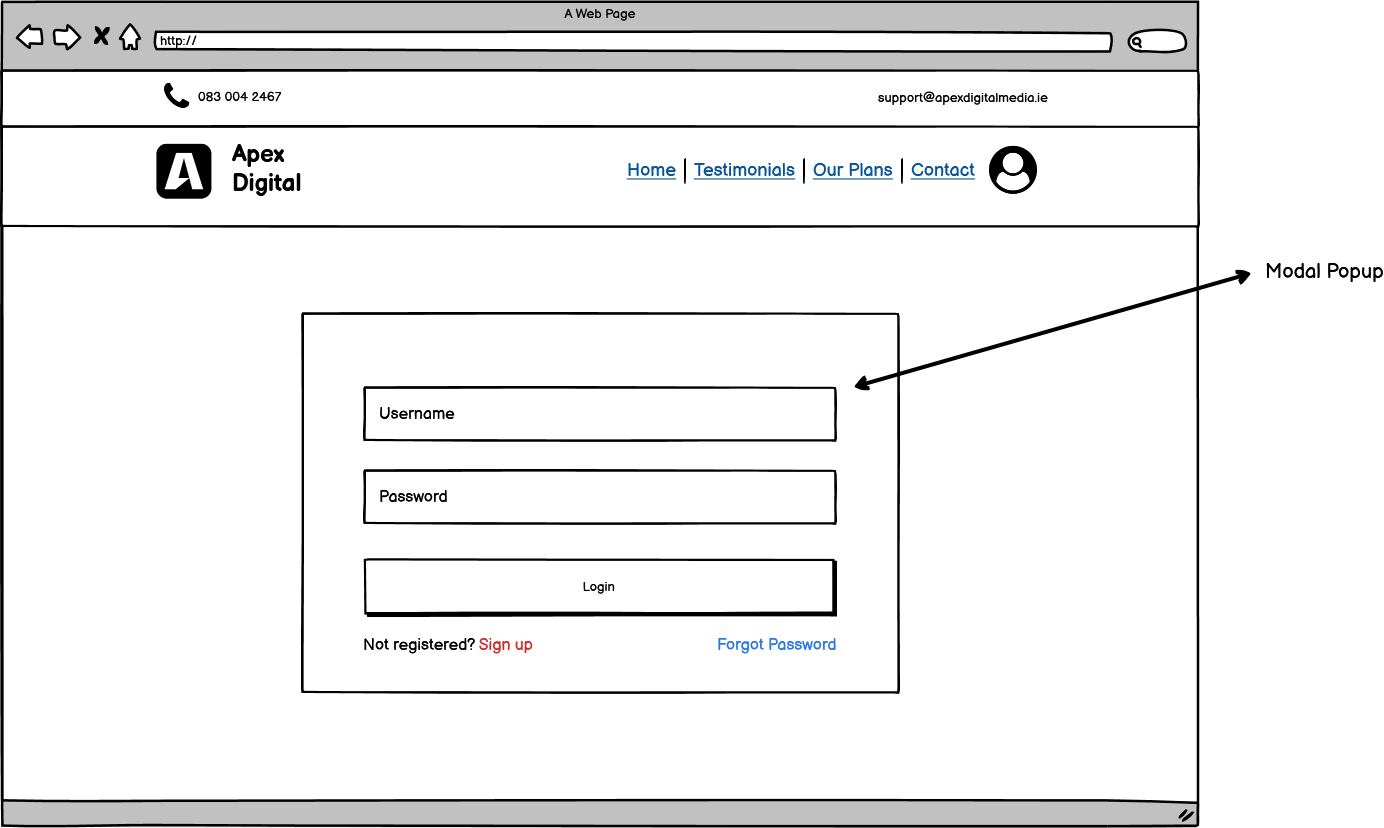 A Web Page
http://
083 004 2467
support@apexdigitalmedia.ie
A
Apex
Digital
Home | Testimonials | Our Plans | Contact
Modal Popup
Username
Password
Login
Not registered? Sign up
Forgot Password